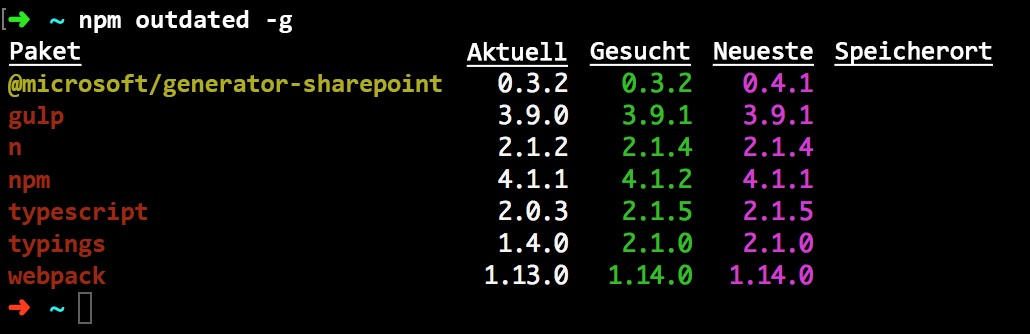 ➜ ~ npm outdated -g
Paket Aktuell Gesucht Neueste Speicherort
@microsoft/generator-sharepoint 0.3.2 0.3.2 0.4.1
gulp 3.9.0 3.9.1 3.9.1
n 2.1.2 2.1.4 2.1.4
npm 4.1.1 4.1.2 4.1.1
typescript 2.0.3 2.1.5 2.1.5
typings 1.4.0 2.1.0 2.1.0
webpack 1.13.0 1.14.0 1.14.0
➜ ~